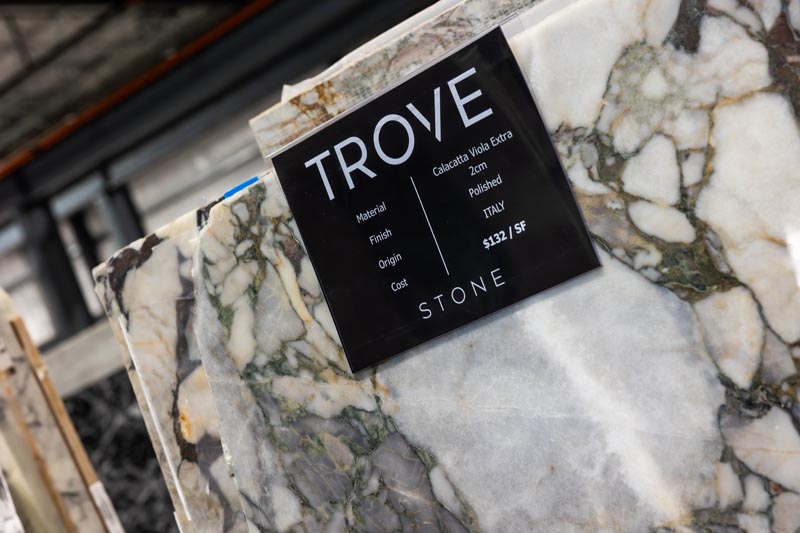 TROVE
Material
Calacatta Viola Extra
2cm
Finish
Polished
Origin
ITALY
Cost
$132 / SF
STONE